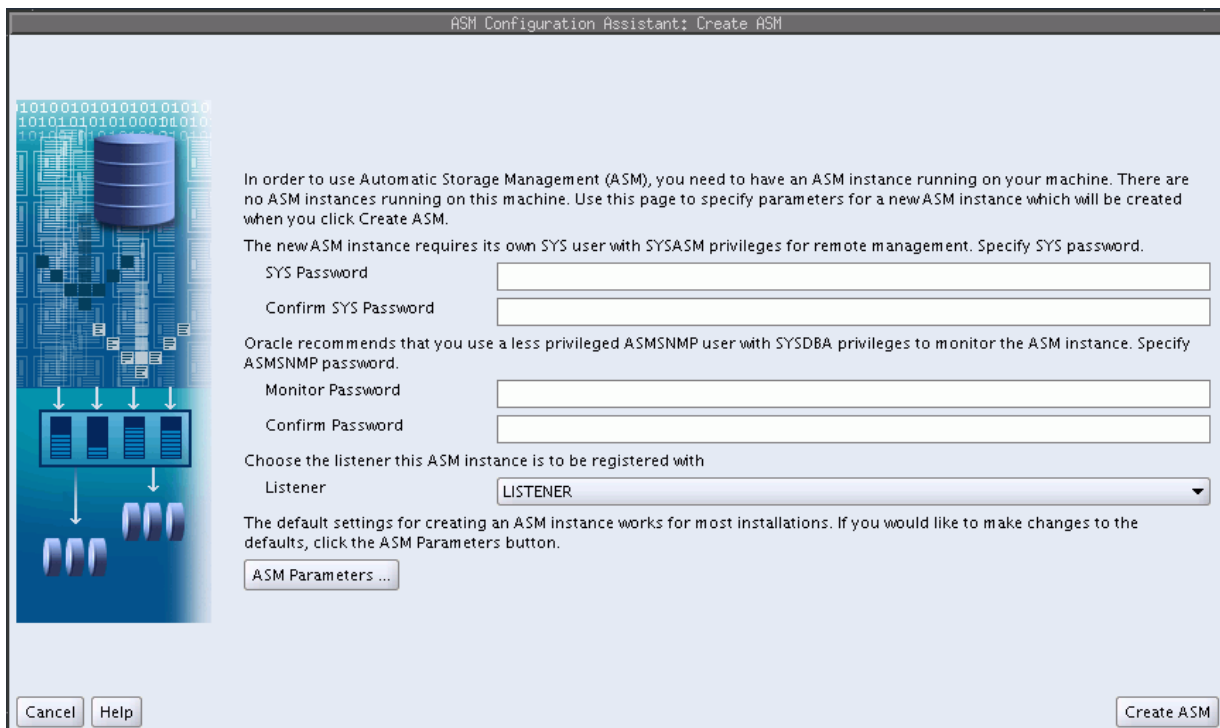 ASM Configuration Assistant: Create ASM
101001010101010101010
101010101010100010101
In order to use Automatic Storage Management (ASM), you need to have an ASM instance running on your machine. There are
no ASM instances running on this machine. Use this page to specify parameters for a new ASM instance which will be created
when you click Create ASM.
The new ASM instance requires its own SYS user with SYSASM privileges for remote management. Specify SYS password.
SYS Password
Confirm SYS Password
Oracle recommends that you use a less privileged ASMSNMP user with SYSDBA privileges to monitor the ASM instance. Specify
ASMSNMP password.
Monitor Password
Confirm Password
Choose the listener this ASM instance is to be registered with
Listener
LISTENER
The default settings for creating an ASM instance works for most installations. If you would like to make changes to the
defaults, click the ASM Parameters button.
ASM Parameters ...
Cancel
Help
Create ASM